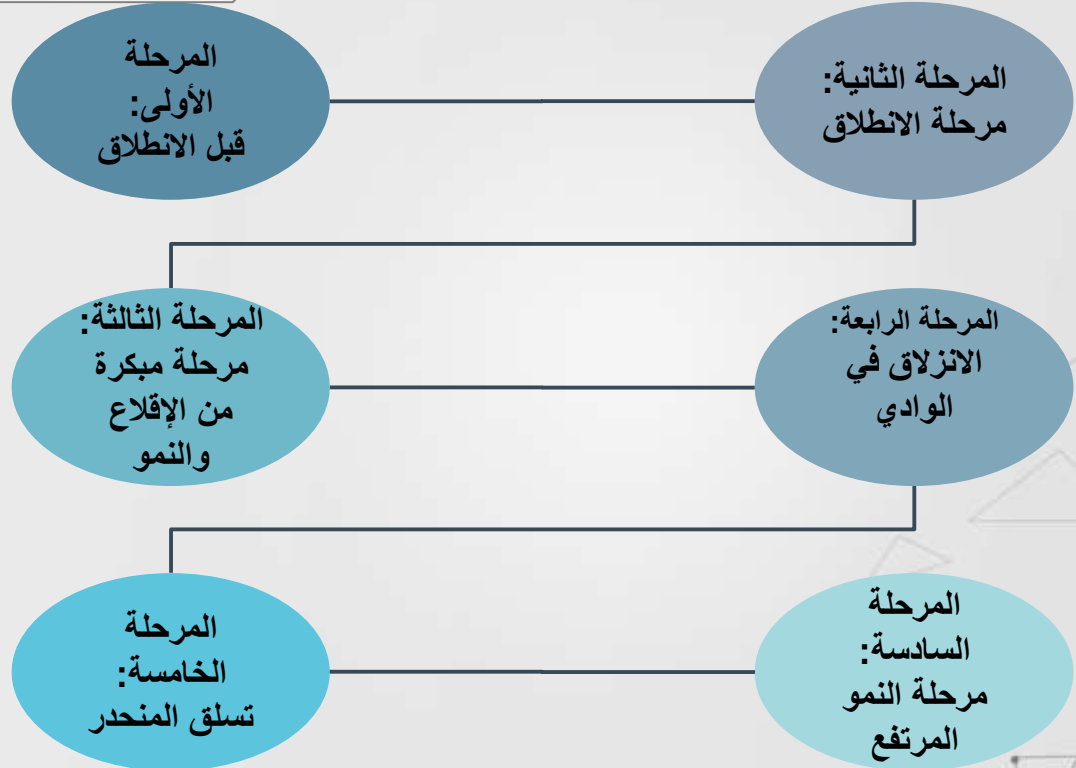 المرحلة
الأولى:
قبل الانطلاق
المرحلة الثانية:
مرحلة الانطلاق
المرحلة الثالثة:
مرحلة مبكرة
من الإقلاع
والنمو
المرحلة الرابعة:
الانزلاق في
الوادي
المرحلة
الخامسة:
تسلق المنحدر
المرحلة
السادسة:
مرحلة النمو
المرتفع